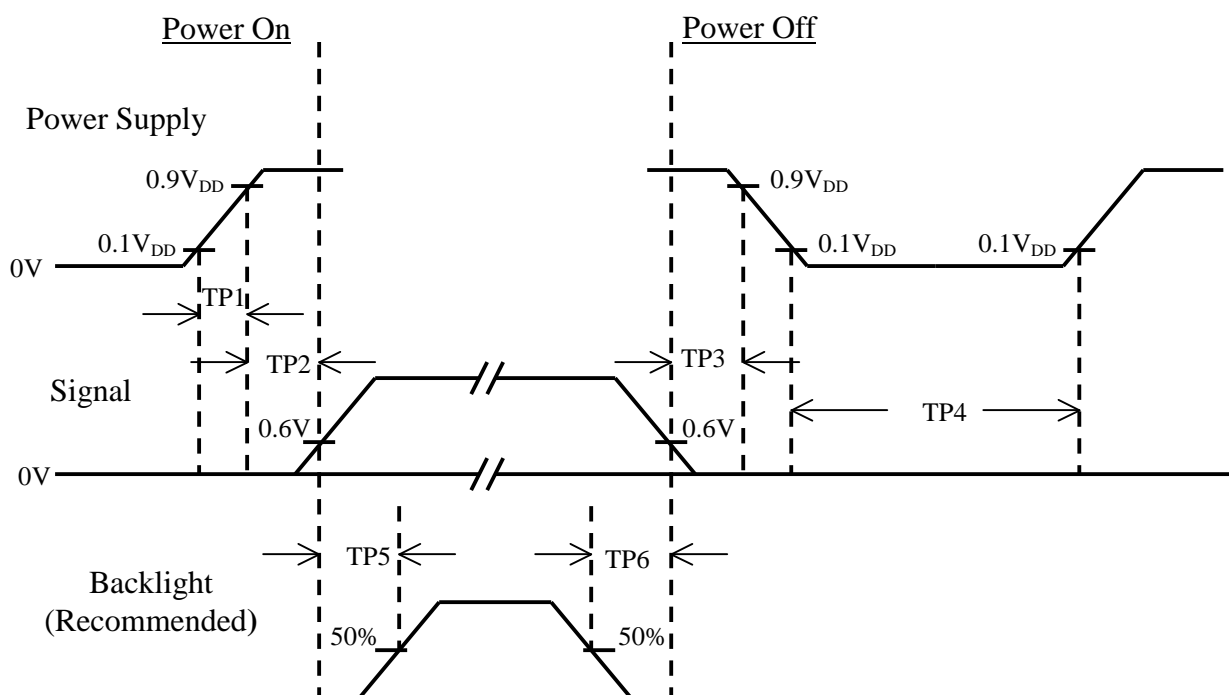 Power On
Power Off
Power Supply
0.9VDD
0.9VDD
0.1VDD
0.1VDD
0.1VDD
0V
TP1
TP2
TP3
Signal
TP4
0.6V
0.6V
0V
TP5
TP6
Backlight
(Recommended)
50%
50%